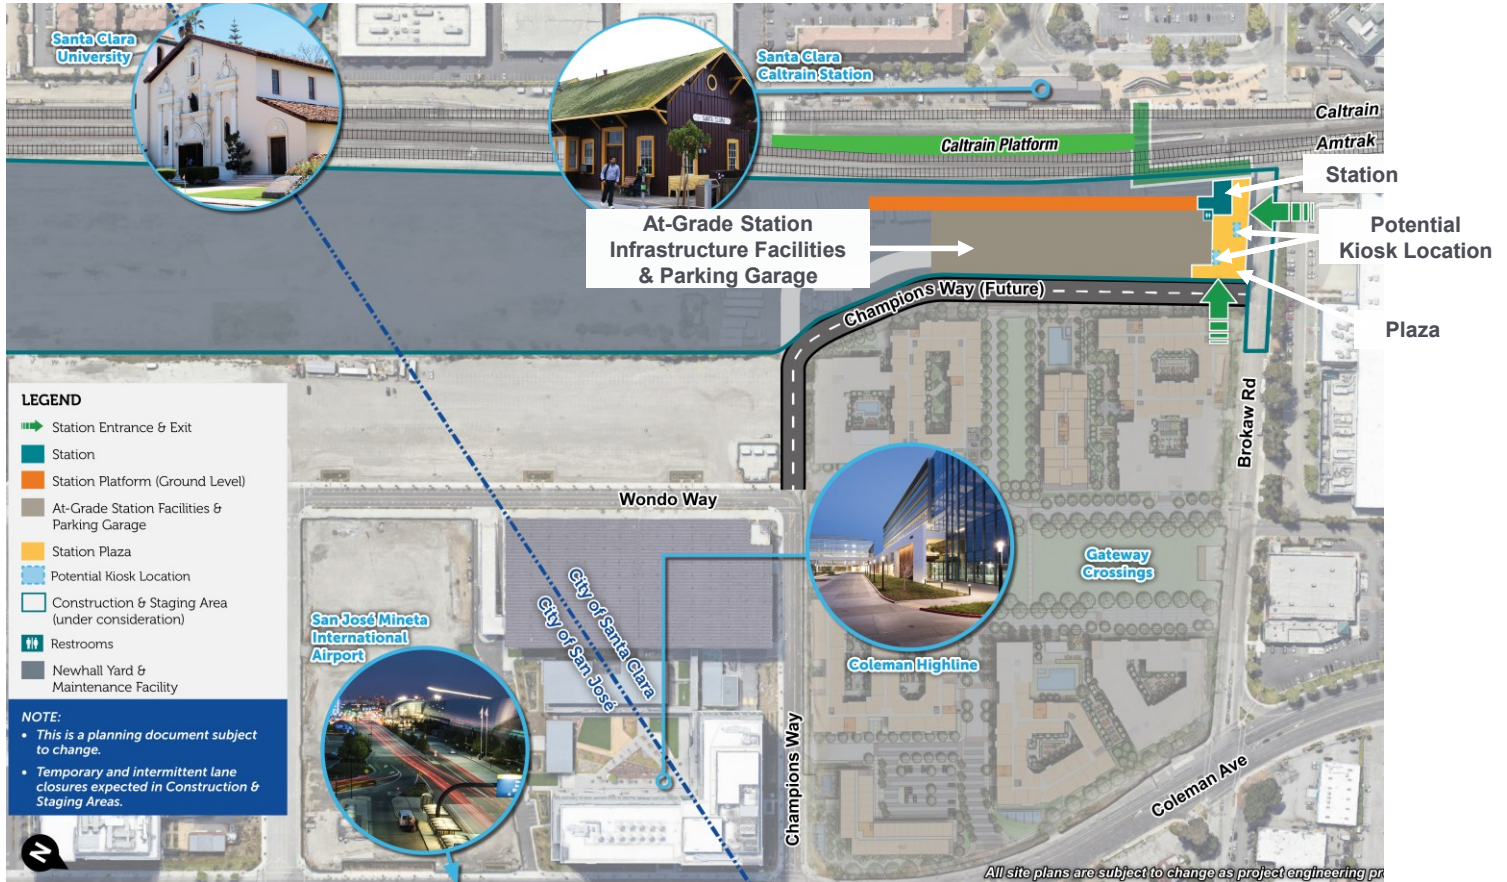 Santa Clara
University
Santa Clara
Caltrain Station
SANTA CLARA
Caltrain
Amtrak
Caltrain Platform
Station
Potential
Kiosk Location
Plaza
At-Grade Station
Infrastructure Facilities
& Parking Garage
Champions Way (Future)
Brokaw Rd
LEGEND
Station Entrance & Exit
Station
Station Platform (Ground Level)
At-Grade Station Facilities &
Parking Garage
Station Plaza
Potential Kiosk Location
Construction & Staging Area
(under consideration)
Restrooms
Newhall Yard &
Maintenance Facility
NOTE:
• This is a planning document subject
to change.
• Temporary and intermittent lane
closures expected in Construction &
Staging Areas.
N
Wondo Way
City of Santa Clara
City of San José
San José Mineta
International
Airport
Coleman Highline
Gateway
Crossings
Champions Way
Coleman Ave
All site plans are subject to change as project engineering pr